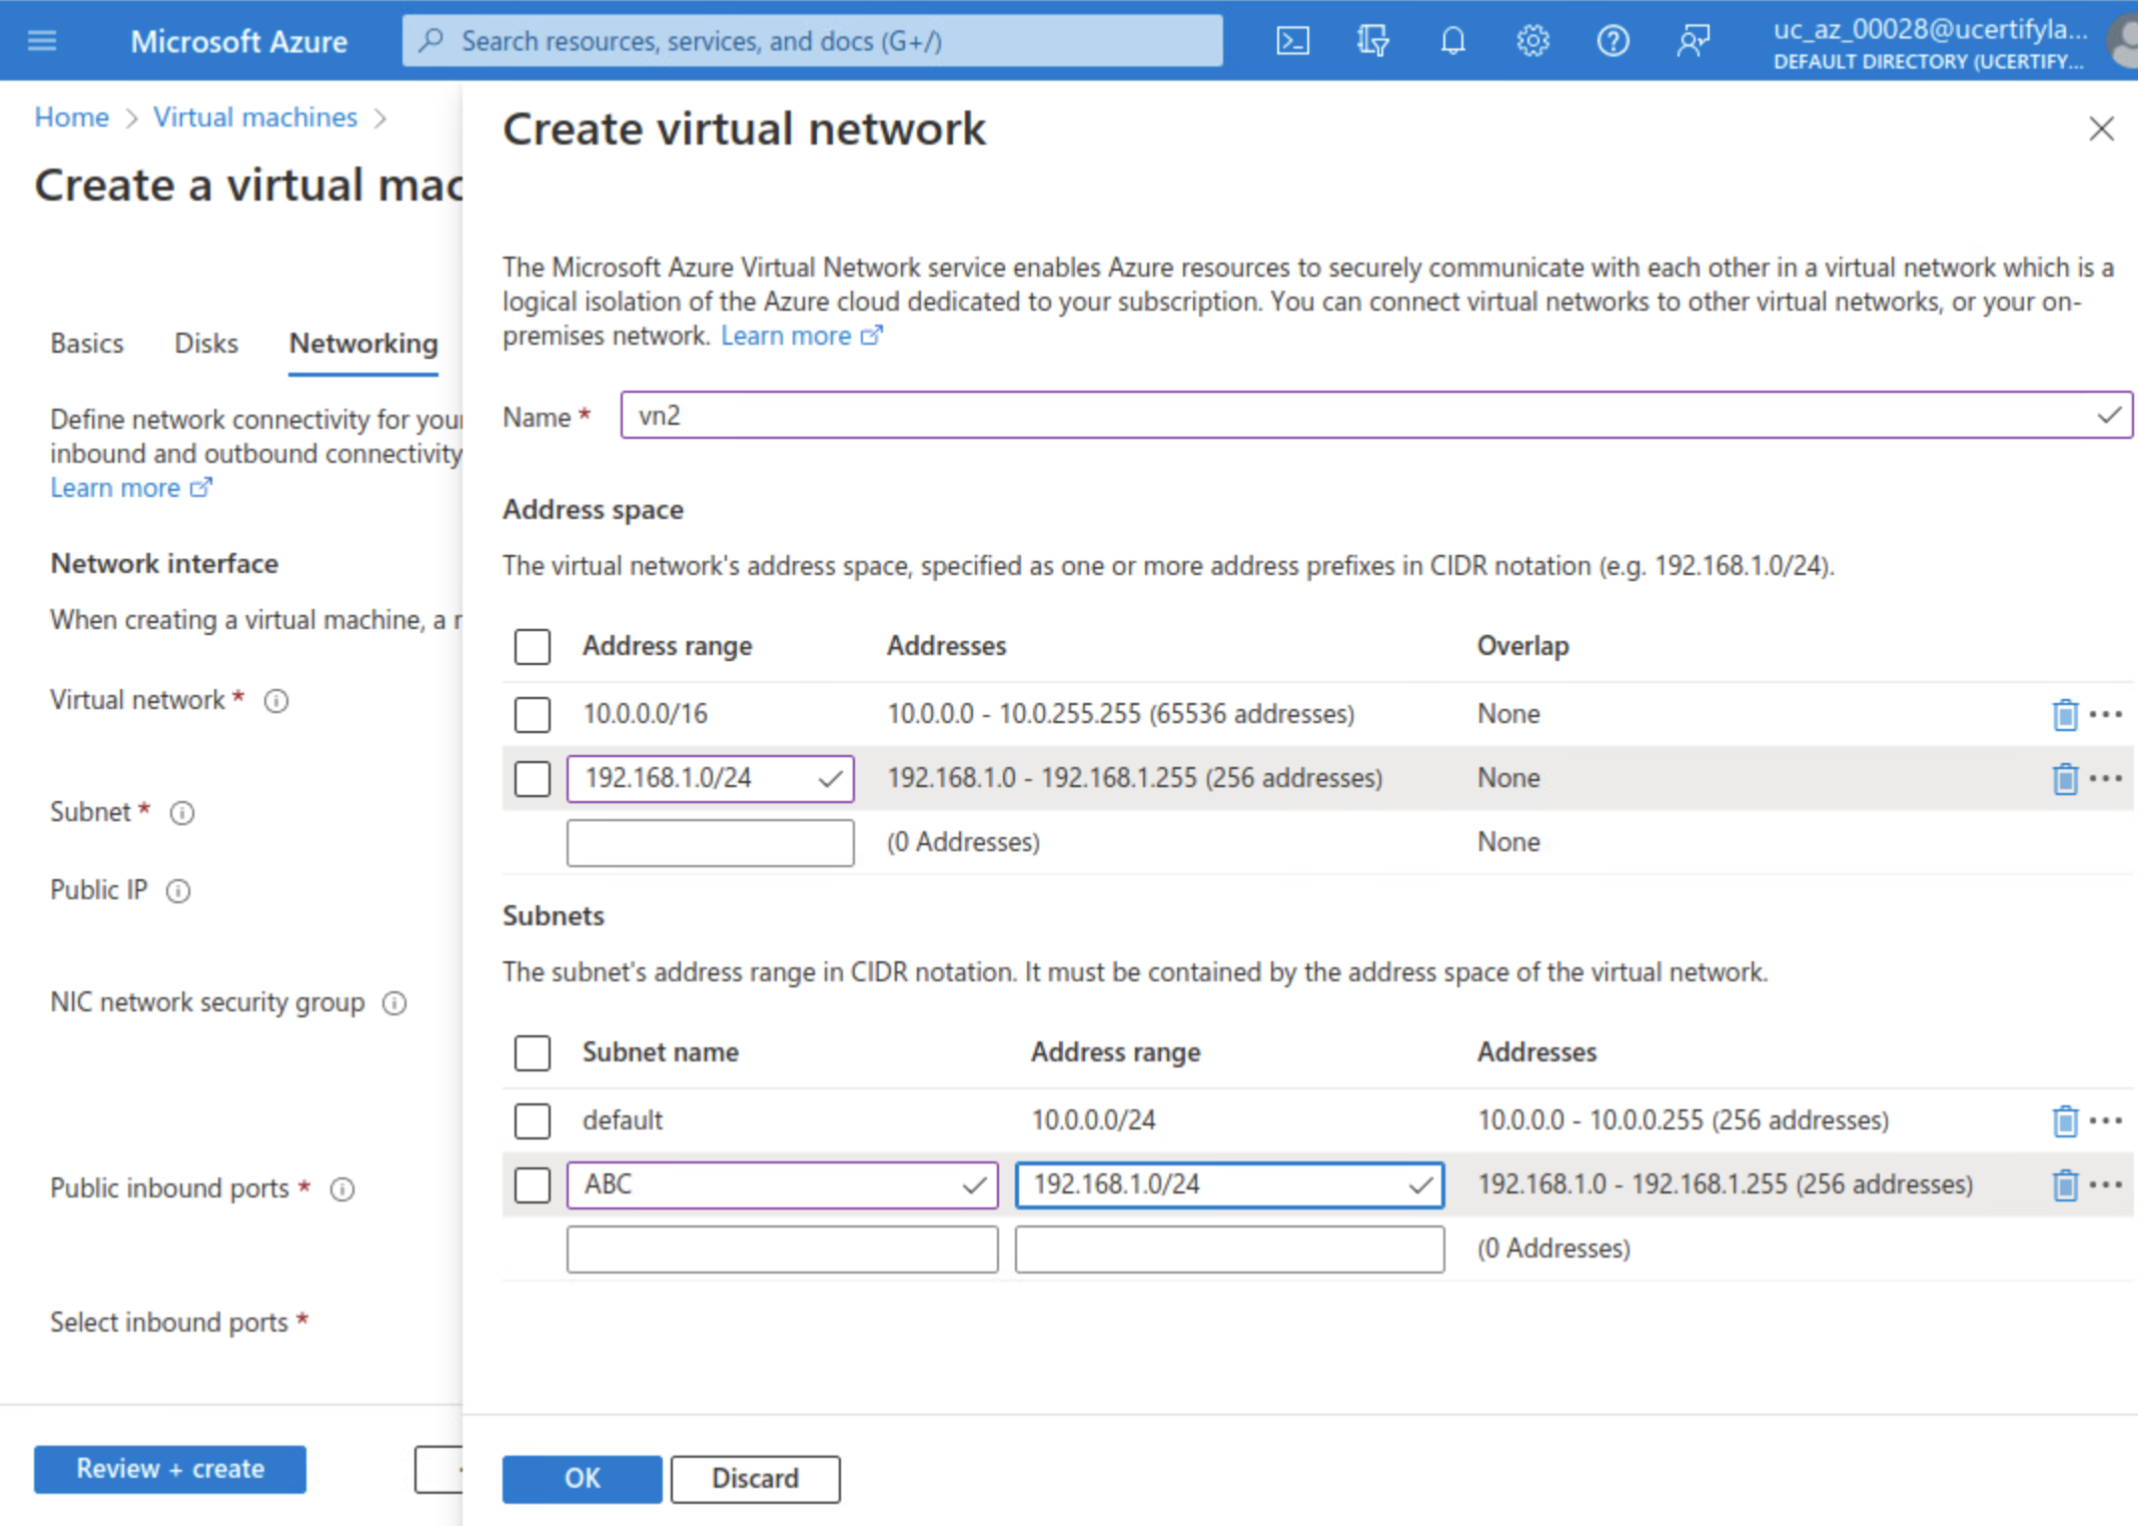 Microsoft Azure
Search resources, services, and docs (G+/)
uc_az_00028@ucertifyla...
DEFAULT DIRECTORY (UCERTIFY...
Home > Virtual machines >
Create a virtual mac
Basics Disks Networking
Define network connectivity for your
inbound and outbound connectivity
Learn more
Network interface
When creating a virtual machine, a
Virtual network *
Subnet *
Public IP
NIC network security group
Public inbound ports *
Select inbound ports *
Review + create
Create virtual network
The Microsoft Azure Virtual Network service enables Azure resources to securely communicate with each other in a virtual network which is a
logical isolation of the Azure cloud dedicated to your subscription. You can connect virtual networks to other virtual networks, or your on-
premises network. Learn more
Name * vn2
Address space
The virtual network's address space, specified as one or more address prefixes in CIDR notation (e.g. 192.168.1.0/24).
Address range Addresses Overlap
10.0.0.0/16 10.0.0.0 - 10.0.255.255 (65536 addresses) None
192.168.1.0/24 192.168.1.0 - 192.168.1.255 (256 addresses) None
(0 Addresses) None
Subnets
The subnet's address range in CIDR notation. It must be contained by the address space of the virtual network.
Subnet name Address range Addresses
default 10.0.0.0/24 10.0.0.0 - 10.0.0.255 (256 addresses)
ABC 192.168.1.0/24 192.168.1.0 - 192.168.1.255 (256 addresses)
(0 Addresses)
OK Discard